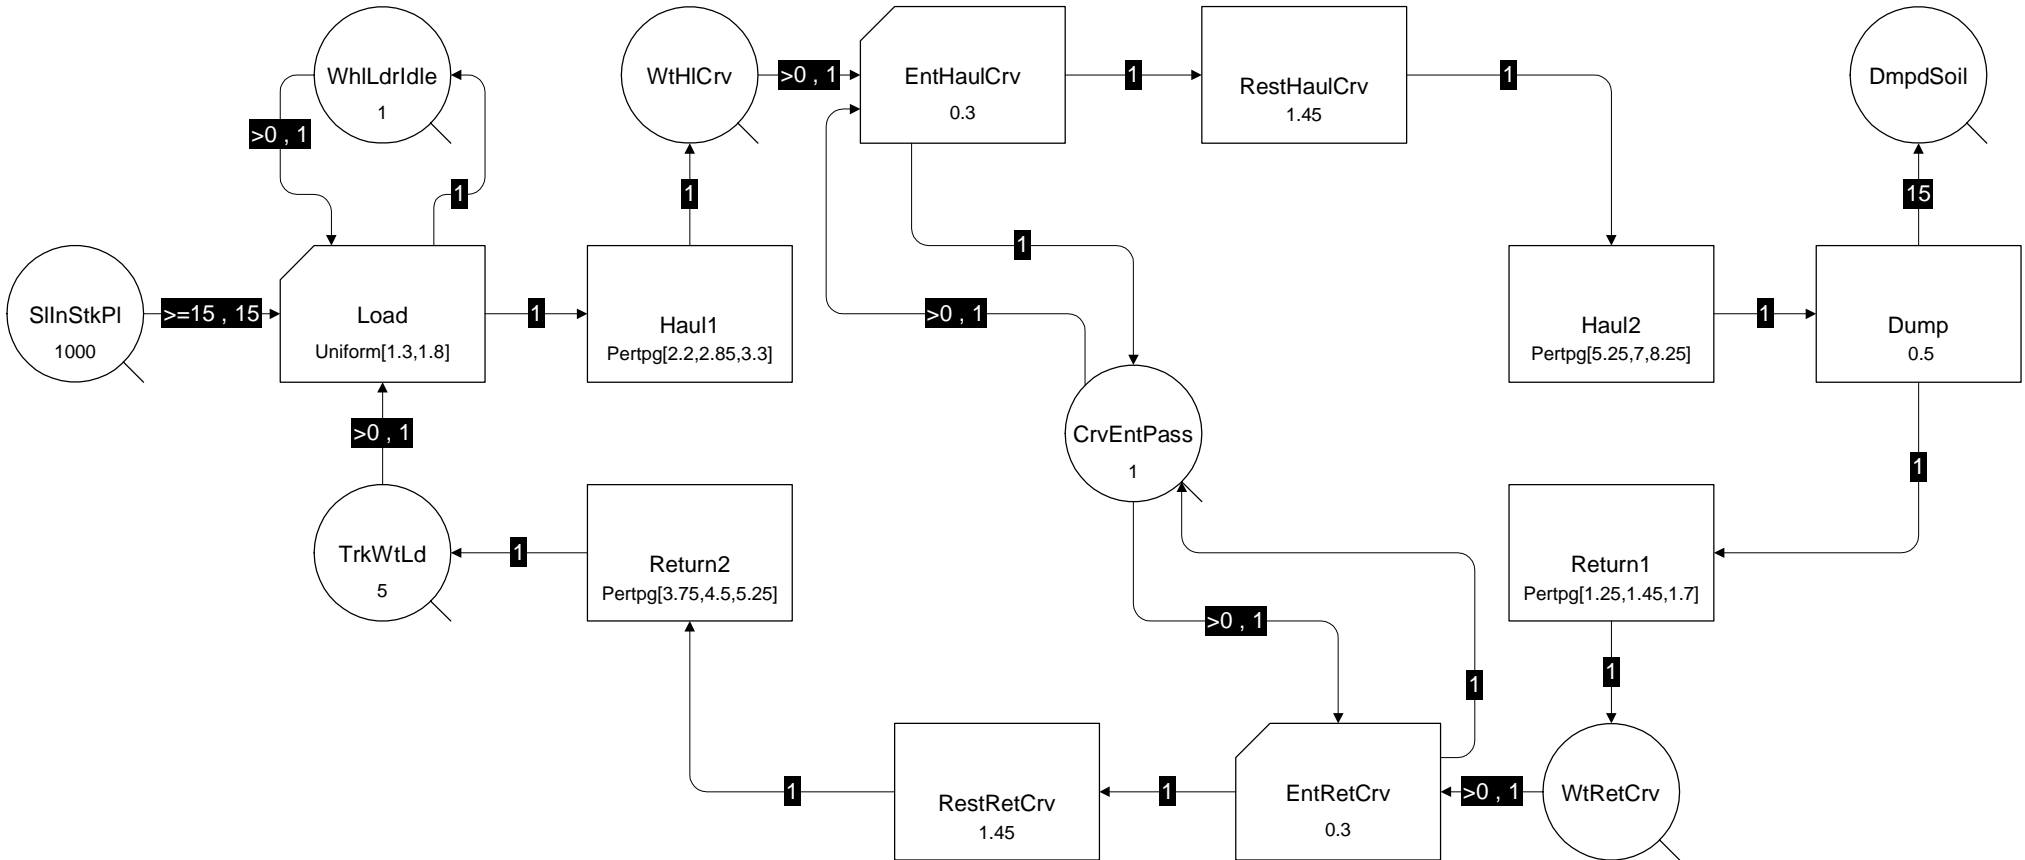 WhlLdrIdle
1
>0 , 1
1
WtHlCrv
>0 , 1
EntHaulCrv
0.3
1
RestHaulCrv
1.45
1
DmpdSoil
15
1
1
>0 , 1
SlInStkPl
1000
>=15 , 15
Load
Uniform[1.3,1.8]
1
Haul1
Pertpg[2.2,2.85,3.3]
Haul2
Pertpg[5.25,7,8.25]
1
Dump
0.5
>0 , 1
CrvEntPass
1
1
TrkWtLd
5
1
Return2
Pertpg[3.75,4.5,5.25]
>0 , 1
Return1
Pertpg[1.25,1.45,1.7]
1
1
1
RestRetCrv
1.45
1
EntRetCrv
0.3
>0 , 1
WtRetCrv